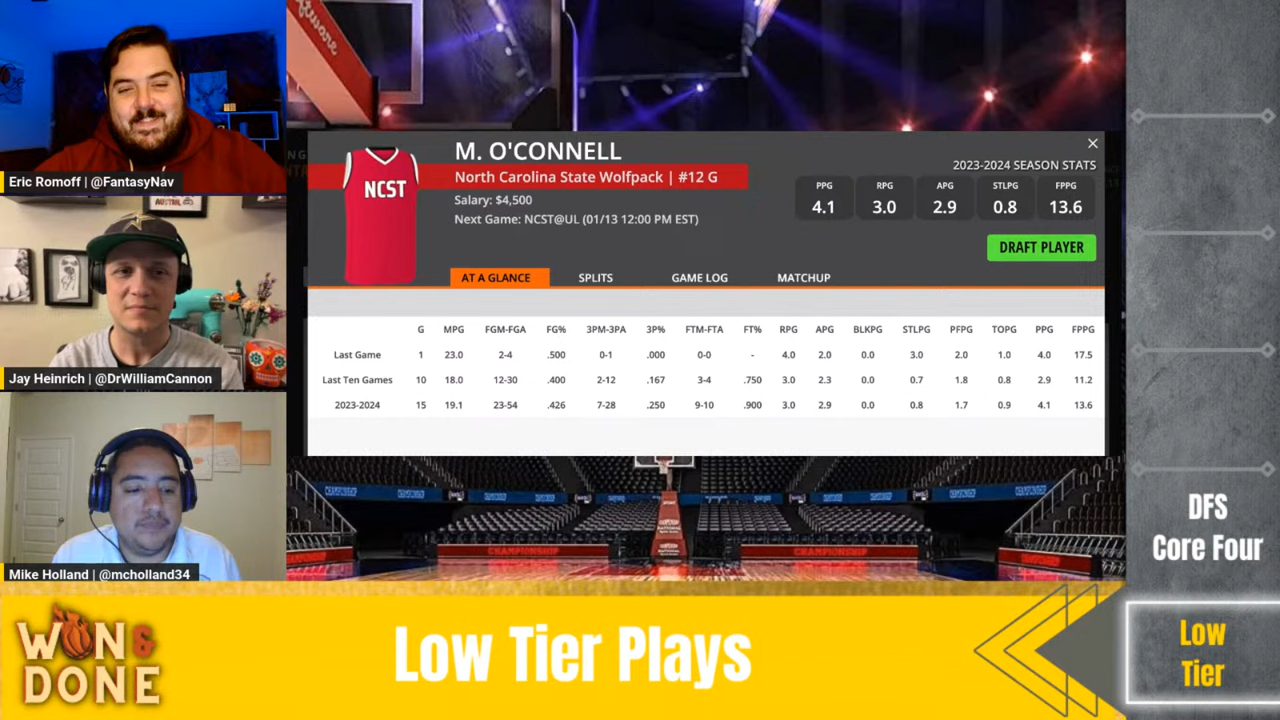 Eric Romoff | @FantasyNav
Jay Heinrich | @DrWilliamCannon
Mike Holland | @mcholland34
M. O'CONNELL
North Carolina State Wolfpack | #12 G
Salary: $4,500
Next Game: NCST@UL (01/13 12:00 PM EST)
NCST
×
2023-2024 SEASON STATS
PPG RPG APG STLPG FPPG
4.1 3.0 2.9 0.8 13.6
DRAFT PLAYER
AT A GLANCE SPLITS GAME LOG MATCHUP
G MPG FGM-FGA FG% 3PM-3PA 3P% FTM-FTA FT% RPG APG BLKPG STLPG PFPG TOPG PPG FPPG
Last Game 1 23.0 2-4 .500 0-1 .000 0-0 - 4.0 2.0 0.0 3.0 2.0 1.0 4.0 17.5
Last Ten Games 10 18.0 12-30 .400 2-12 .167 3-4 .750 3.0 2.3 0.0 0.7 1.8 0.8 2.9 11.2
2023-2024 15 19.1 23-54 .426 7-28 .250 9-10 .900 3.0 2.9 0.0 0.8 1.7 0.9 4.1 13.6
CHAMPIONSHIP
CHAMPIONSHIP
DFS
Core Four
WON &
DONE
Low Tier Plays
Low
Tier